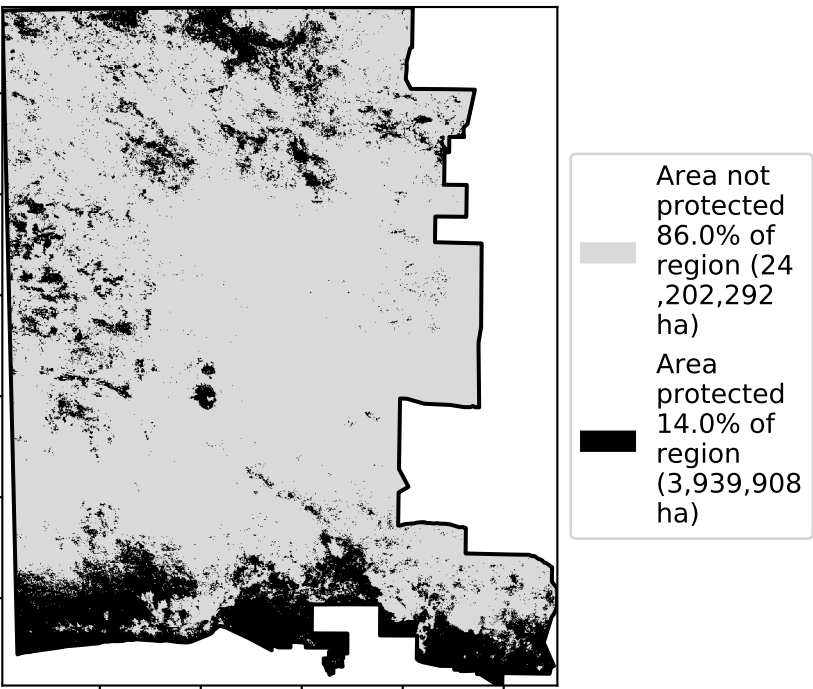 Area not
protected
86.0% of
region (24
,202,292
ha)
Area
protected
14.0% of
region
(3,939,908
ha)